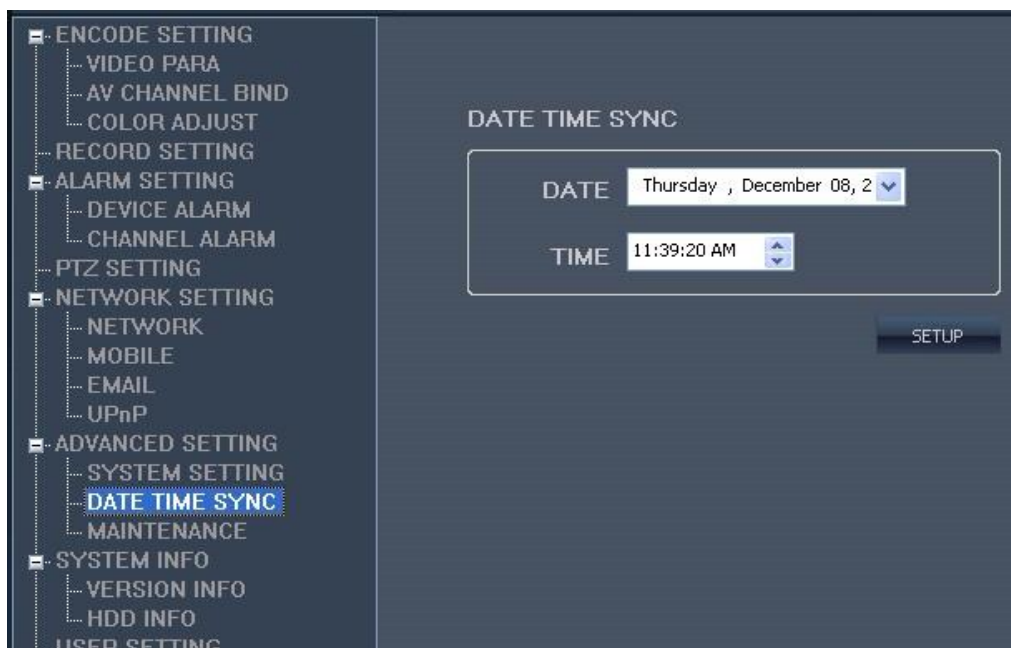 ENCODE SETTING
VIDEO PARA
AV CHANNEL BIND
COLOR ADJUST
RECORD SETTING
ALARM SETTING
DEVICE ALARM
CHANNEL ALARM
PTZ SETTING
NETWORK SETTING
NETWORK
MOBILE
EMAIL
UPnP
ADVANCED SETTING
SYSTEM SETTING
DATE TIME SYNC
MAINTENANCE
SYSTEM INFO
VERSION INFO
HDD INFO
USER SETTING
DATE TIME SYNC
DATE Thursday , December 08, 2
TIME 11:39:20 AM
SETUP